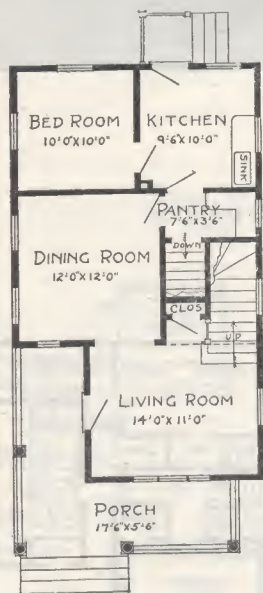 BED ROOM
10'0"X10'0"
KITCHEN
9'6"X10'0"
SINK
PANTRY
7'6"X3'6"
DOWN
DINING ROOM
12'0"X12'0"
CLOS
UP
LIVING ROOM
14'0"X11'0"
PORCH
17'6"X5'6"